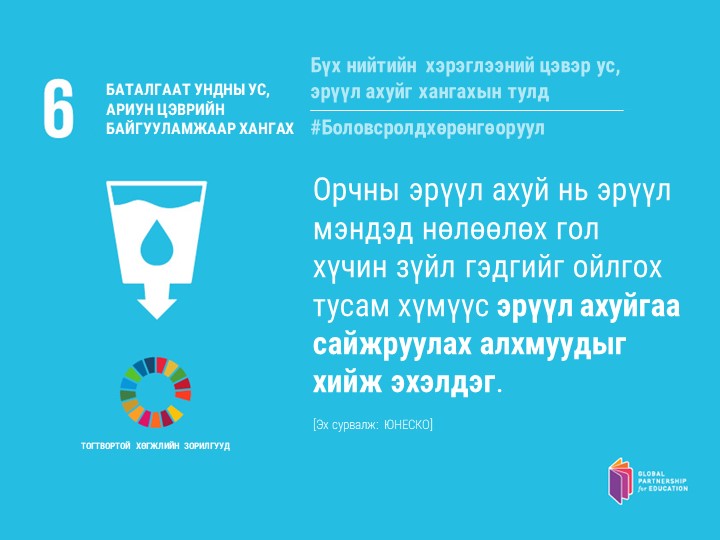 6
БАТАЛГААТ УНДНЫ УС,
АРИУН ЦЭВРИЙН
БАЙГУУЛАМЖААР ХАНГАХ
Бүх нийтийн хэрэглээний цэвэр ус,
эрүүл ахуйг хангахын тулд
#Боловсролдхөрөнгөоруул
Орчны эрүүл ахуй нь эрүүл
мэндэд нөлөөлөх гол
хүчин зүйл гэдгийг ойлгох
тусам хүмүүс эрүүл ахуйгаа
сайжруулах алхмуудыг
хийж эхэлдэг.
[Эх сурвалж: ЮНЕСКО]
ТОГТВОРТОЙ ХӨГЖЛИЙН ЗОРИЛГУУД
GLOBAL
PARTNERSHIP
for EDUCATION